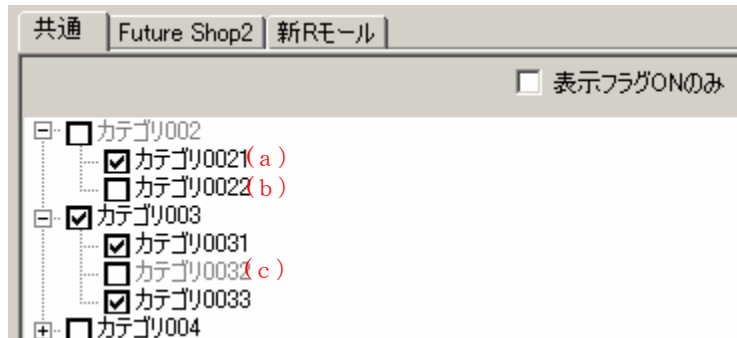 共通 Future Shop2 新Rモール
表示フラグONのみ
カテゴリ002
カテゴリ0021(a)
カテゴリ0022(b)
カテゴリ003
カテゴリ0031
カテゴリ0032(c)
カテゴリ0033
カテゴリ004